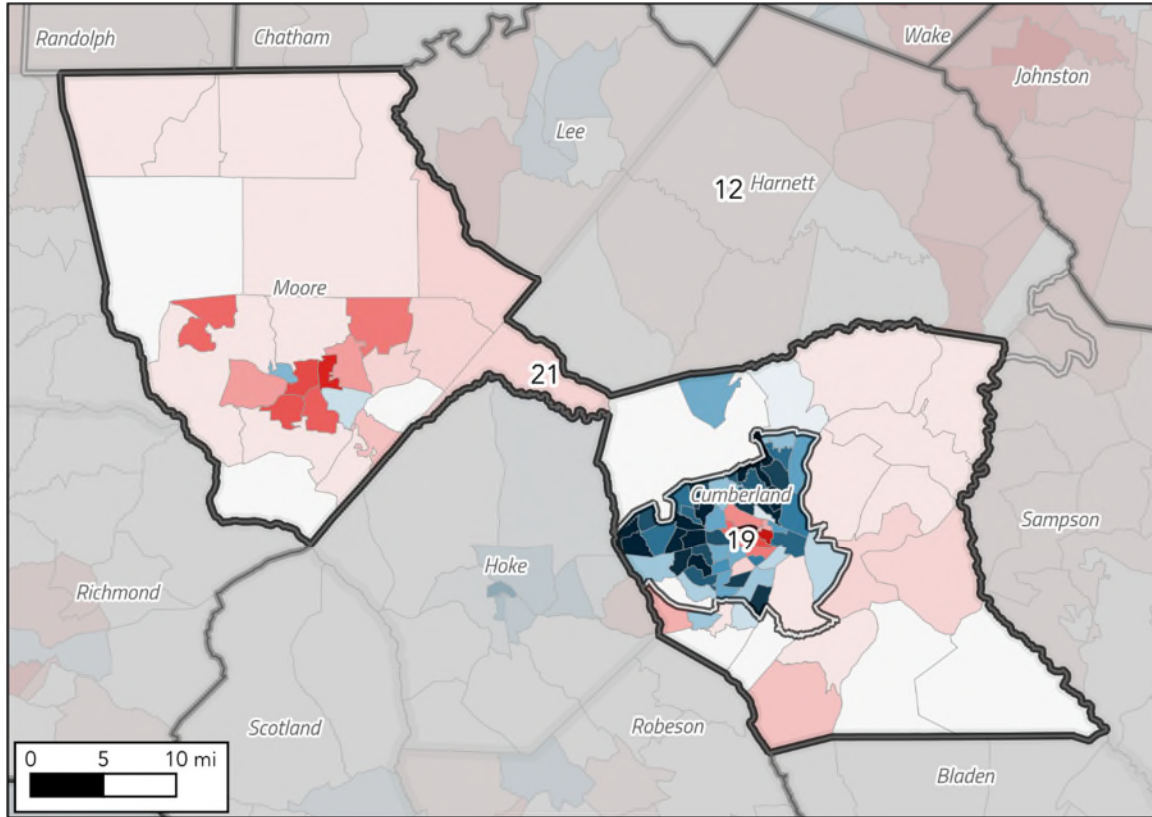 Randolph
Chatham
Wake
Johnston
Lee
12
Harnett
Moore
21
Cumberland
19
Sampson
Hoke
Richmond
Scotland
Robeson
Bladen
0 5 10 mi